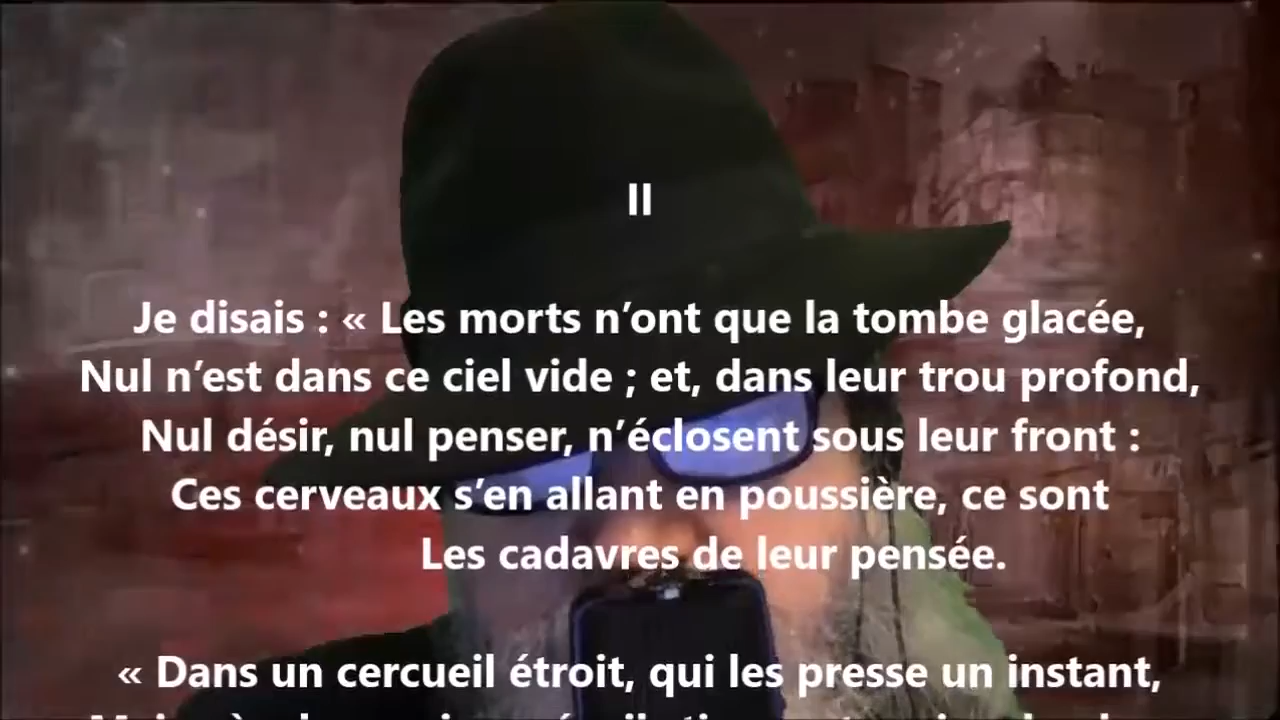 II
Je disais : « Les morts n’ont que la tombe glacée,
Nul n’est dans ce ciel vide ; et, dans leur trou profond,
Nul désir, nul penser, n’éclosent sous leur front :
Ces cerveaux s’en allant en poussière, ce sont
Les cadavres de leur pensée.
« Dans un cercueil étroit, qui les presse un instant,